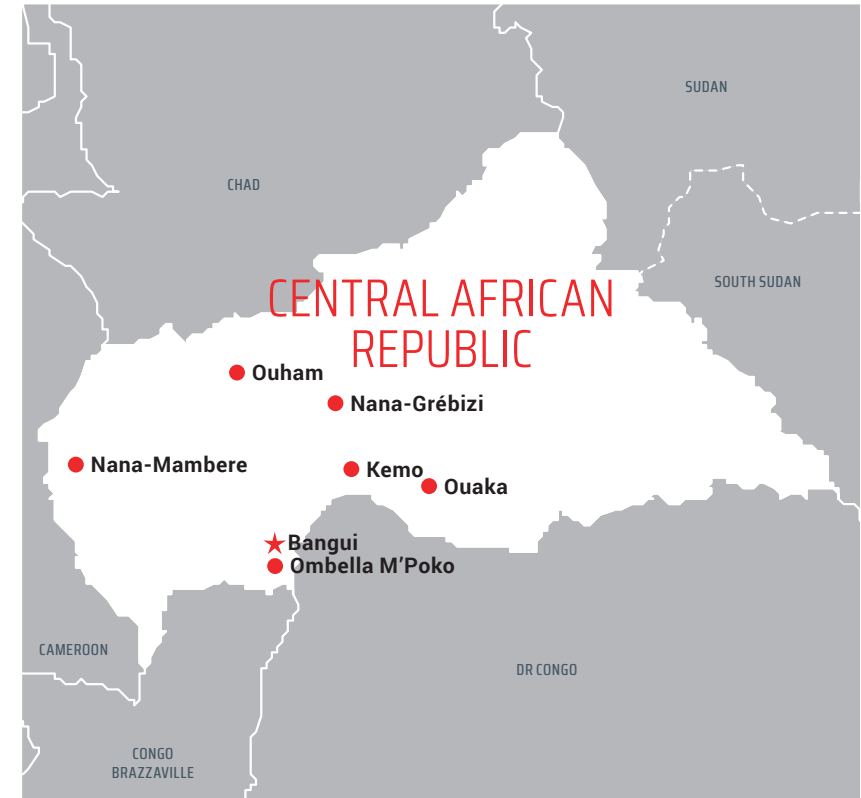 SUDAN
CHAD
SOUTH SUDAN
CENTRAL AFRICAN
REPUBLIC
Ouham
Nana-Grébizi
Nana-Mambere
Kemo
Ouaka
Bangui
Ombella M’Poko
CAMEROON
DR CONGO
CONGO
BRAZZAVILLE